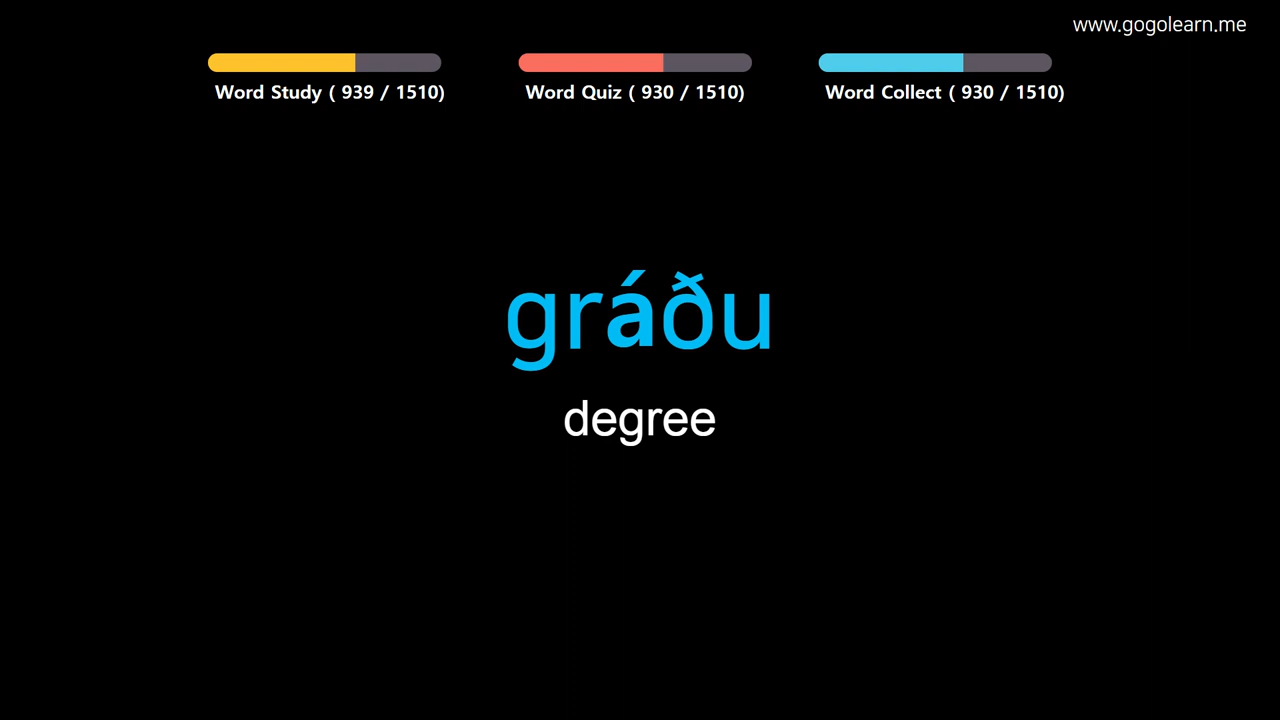 www.gogolearn.me
Word Study ( 939 / 1510)
Word Quiz ( 930 / 1510)
Word Collect ( 930 / 1510)
gráðu
degree